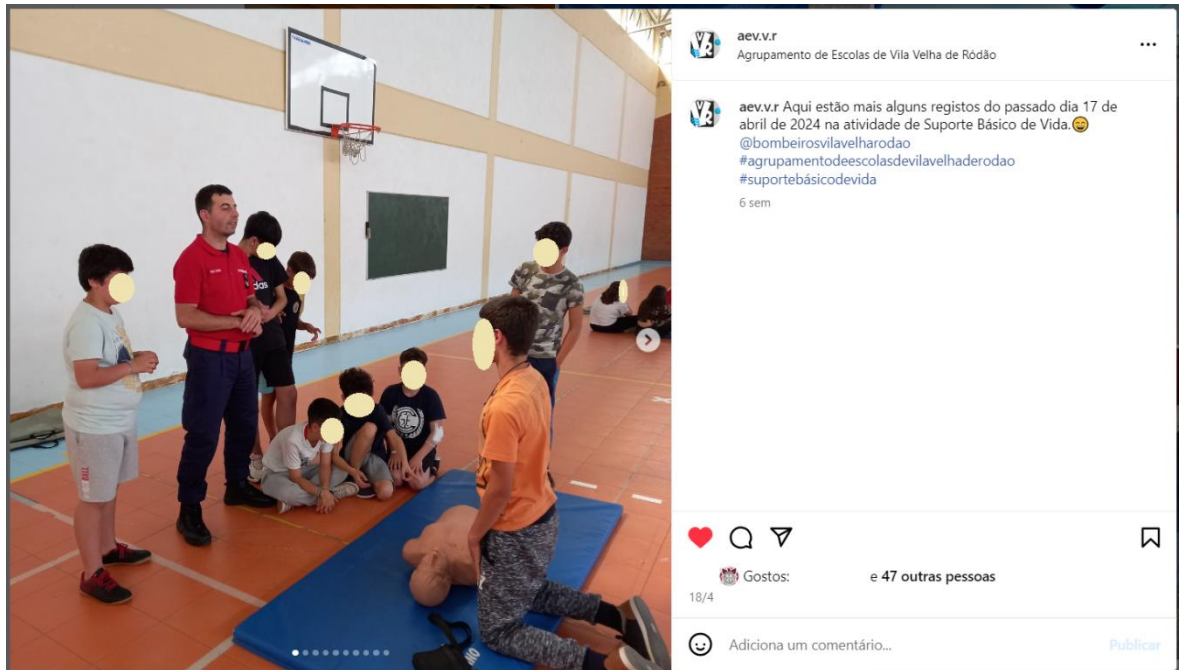 aev.v.r
Agrupamento de Escolas de Vila Velha de Ródão
aev.v.r Aqui estão mais alguns registos do passado dia 17 de
abril de 2024 na atividade de Suporte Básico de Vida.😄
@bombeirosvilavelharodao
#agrupamentodeescolasdevilavelhaderodao
#suportebásicodevida
6 sem
Gostos: e 47 outras pessoas
18/4
Adiciona um comentário...
Publicar